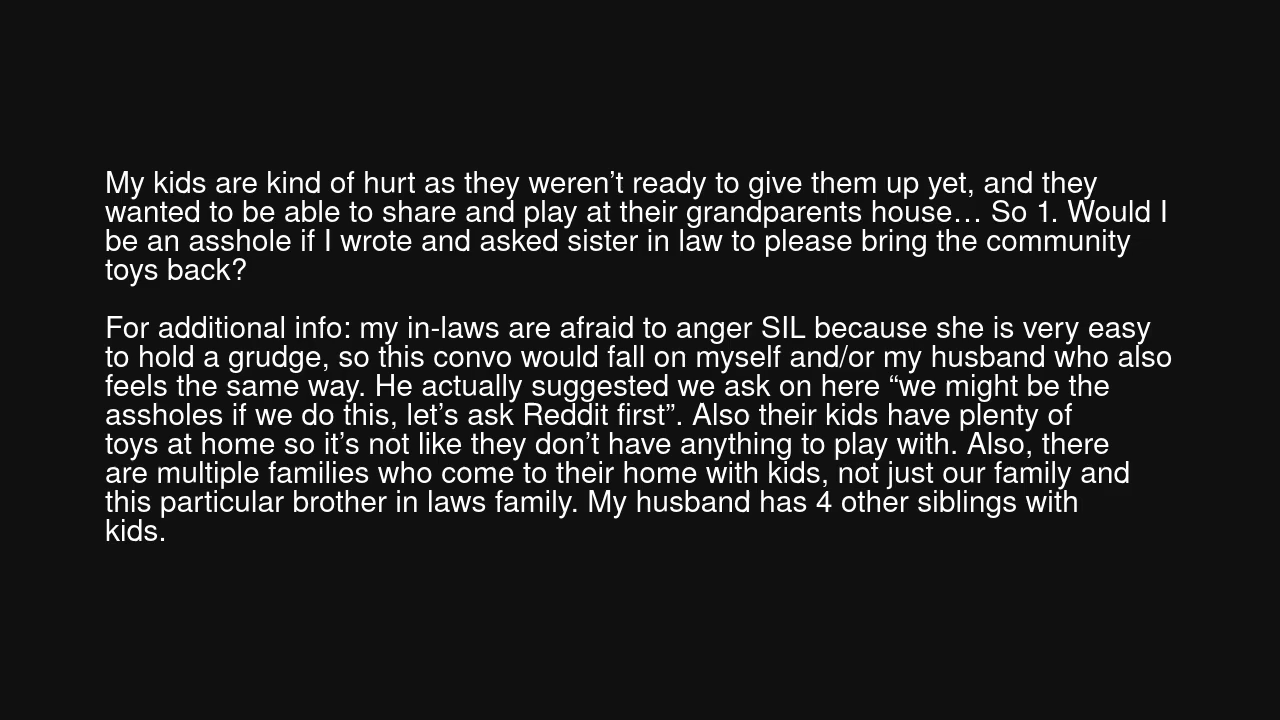 My kids are kind of hurt as they weren’t ready to give them up yet, and they
wanted to be able to share and play at their grandparents house… So 1. Would I
be an asshole if I wrote and asked sister in law to please bring the community
toys back?
For additional info: my in-laws are afraid to anger SIL because she is very easy
to hold a grudge, so this convo would fall on myself and/or my husband who also
feels the same way. He actually suggested we ask on here “we might be the
assholes if we do this, let’s ask Reddit first”. Also their kids have plenty of
toys at home so it’s not like they don’t have anything to play with. Also, there
are multiple families who come to their home with kids, not just our family and
this particular brother in laws family. My husband has 4 other siblings with
kids.